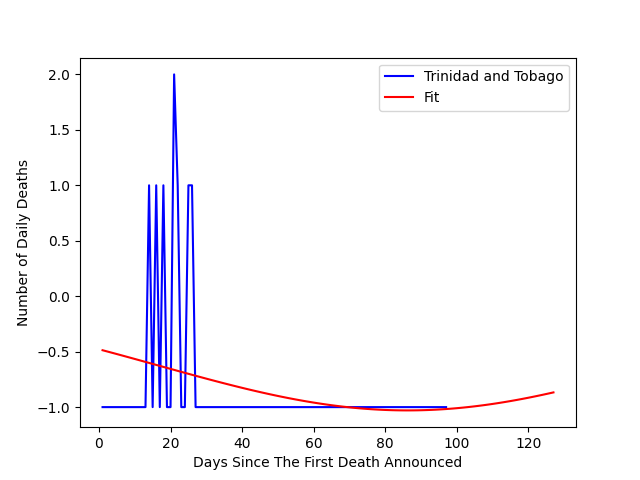 Trinidad and Tobago
Fit
2.0
1.5
1.0
0.5
0.0
−0.5
−1.0
Number of Daily Deaths
0 20 40 60 80 100 120
Days Since The First Death Announced